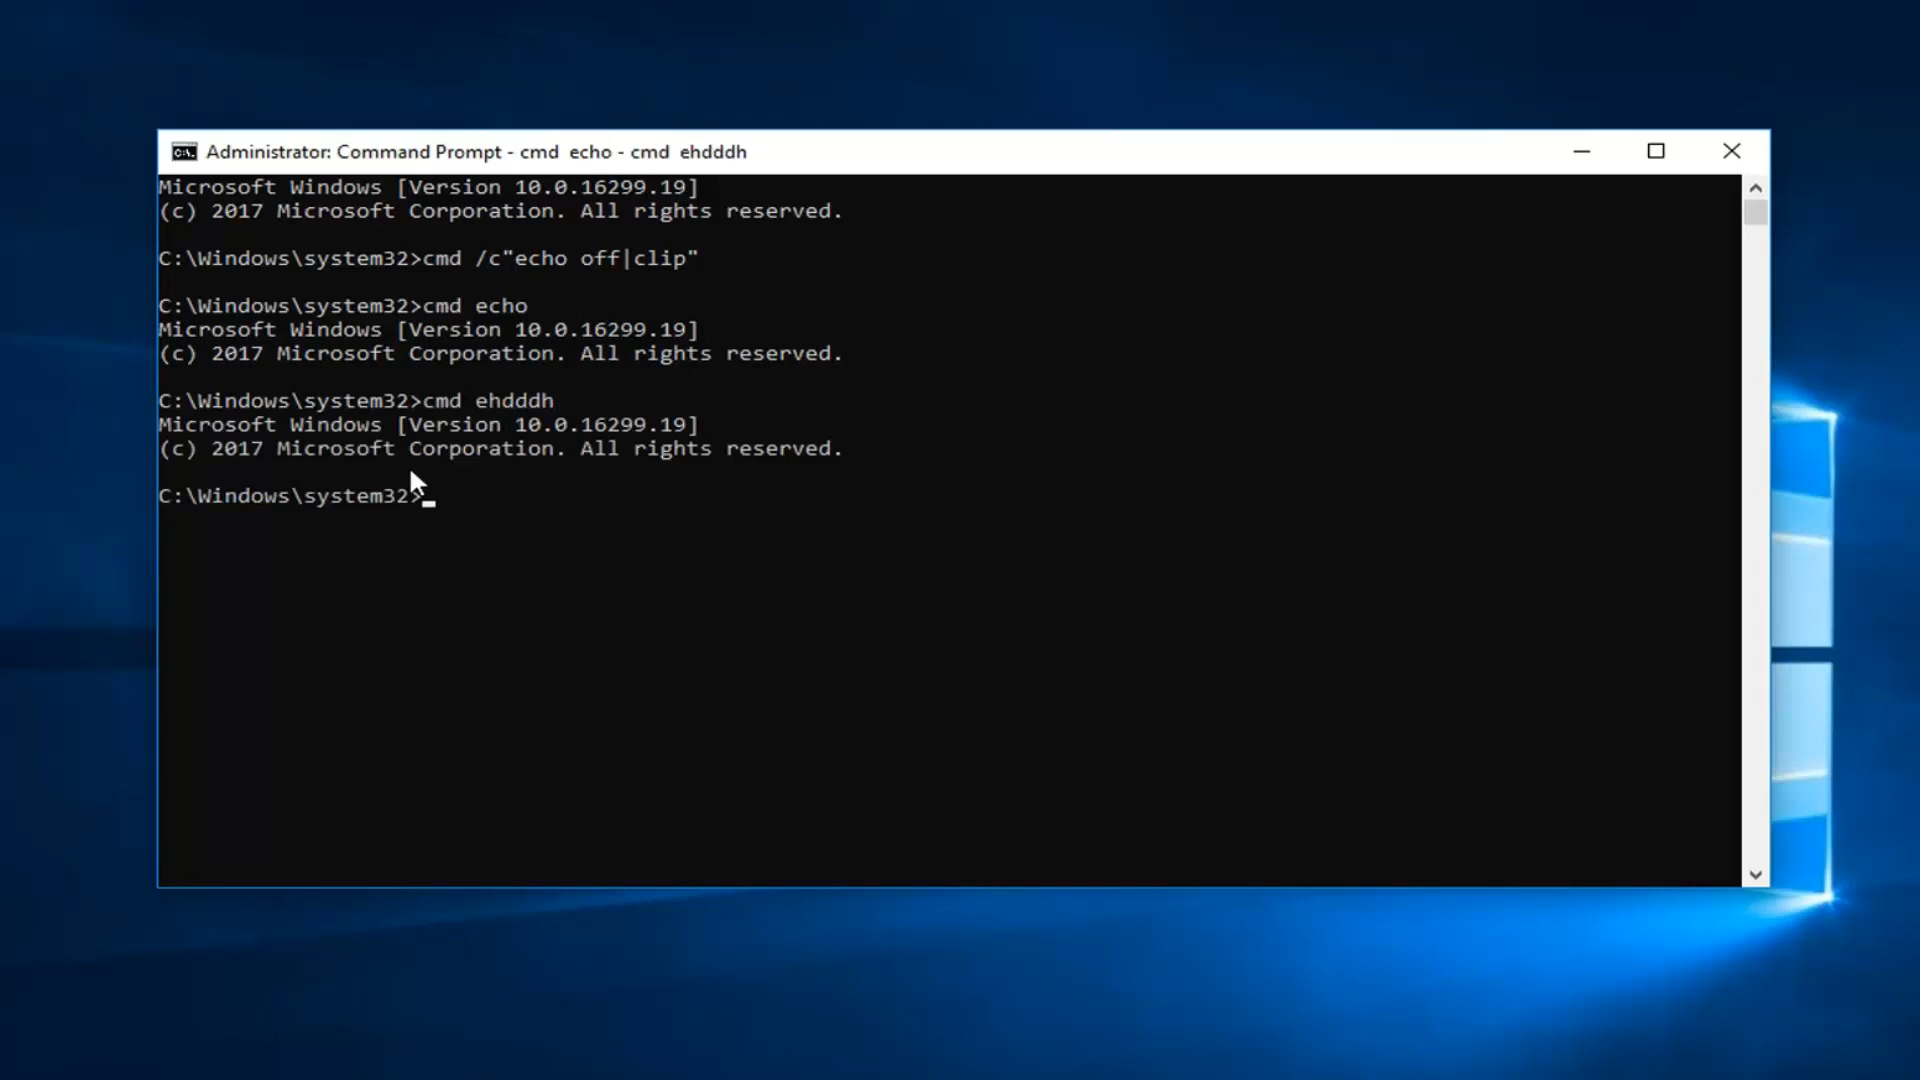 Administrator: Command Prompt - cmd  echo - cmd  ehdddh
Microsoft Windows [Version 10.0.16299.19]
(c) 2017 Microsoft Corporation. All rights reserved.
C:\Windows\system32>cmd /c"echo off|clip"
C:\Windows\system32>cmd echo
Microsoft Windows [Version 10.0.16299.19]
(c) 2017 Microsoft Corporation. All rights reserved.
C:\Windows\system32>cmd ehdddh
Microsoft Windows [Version 10.0.16299.19]
(c) 2017 Microsoft Corporation. All rights reserved.
C:\Windows\system32>